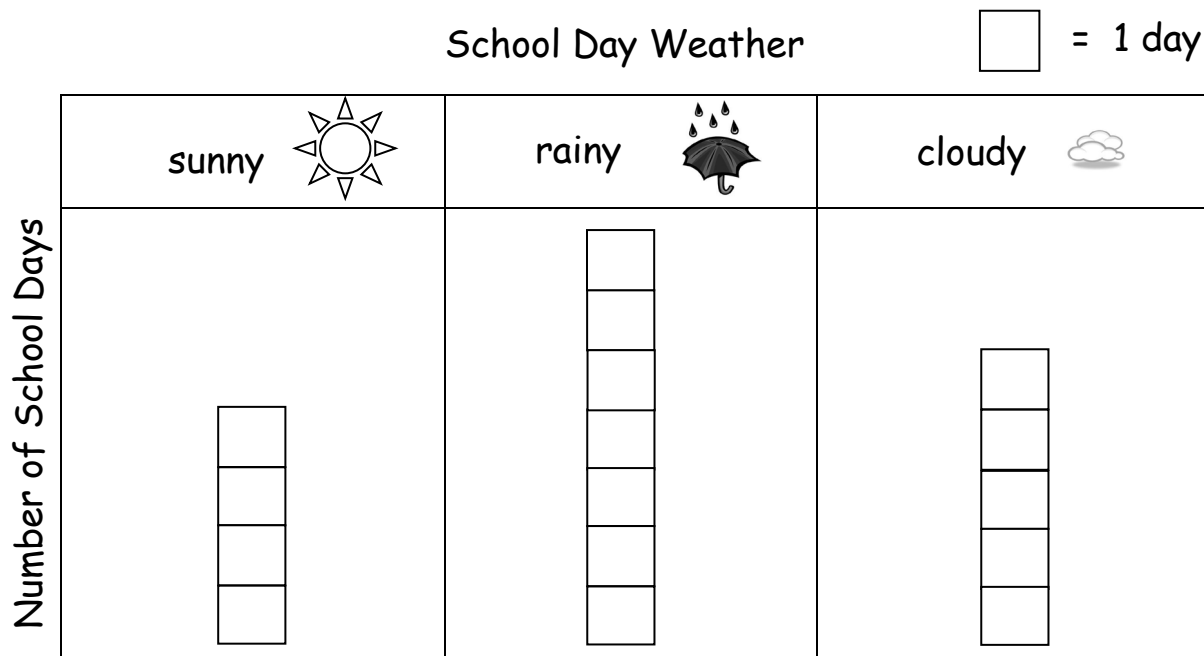 School Day Weather
= 1 day
sunny
rainy
cloudy
Number of School Days